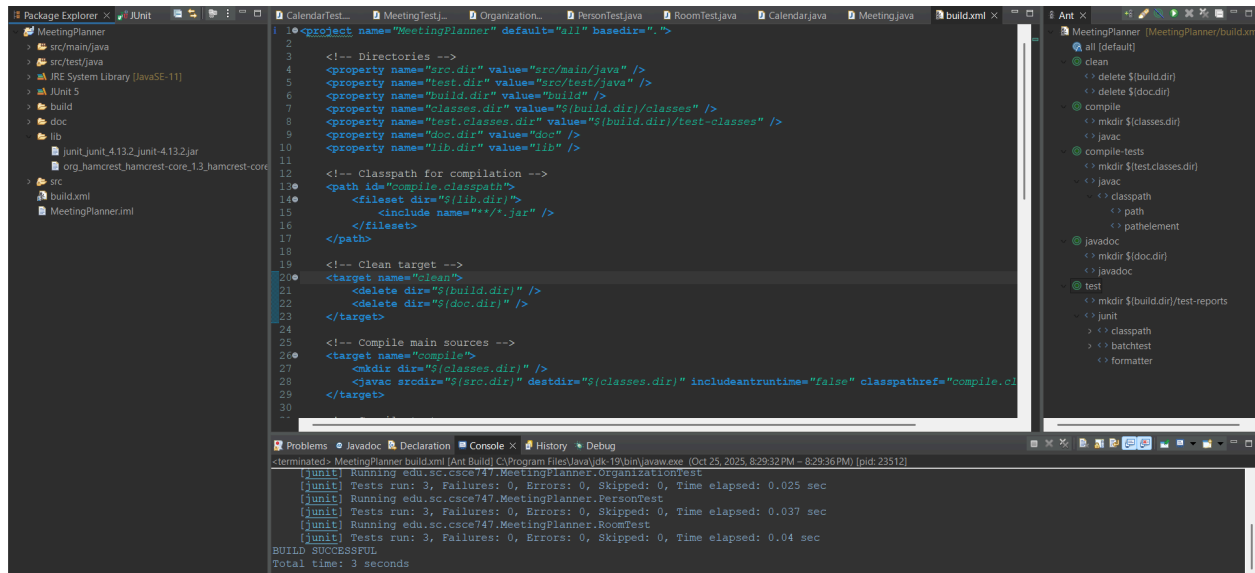 Package Explorer
JUnit
MeetingPlanner
src/main/java
src/test/java
JRE System Library [JavaSE-11]
JUnit 5
build
doc
lib
junit_junit_4.13.2_junit-4.13.2.jar
org_hamcrest_hamcrest-core_1.3_hamcrest-core
src
build.xml
MeetingPlanner.iml
CalendarTest....
MeetingTest.j...
Organization...
PersonTest.java
RoomTest.java
Calendar.java
Meeting.java
build.xml
1 <project name="MeetingPlanner" default="all" basedir=".">
2
3 <!-- Directories -->
4 <property name="src.dir" value="src/main/java" />
5 <property name="test.dir" value="src/test/java" />
6 <property name="build.dir" value="build" />
7 <property name="classes.dir" value="${build.dir}/classes" />
8 <property name="test.classes.dir" value="${build.dir}/test-classes" />
9 <property name="doc.dir" value="doc" />
10 <property name="lib.dir" value="lib" />
11
12 <!-- Classpath for compilation -->
13 <path id="compile.classpath">
14 <fileset dir="${lib.dir}">
15 <include name="**/*.jar" />
16 </fileset>
17 </path>
18
19 <!-- Clean target -->
20 <target name="clean">
21 <delete dir="${build.dir}" />
22 <delete dir="${doc.dir}" />
23 </target>
24
25 <!-- Compile main sources -->
26 <target name="compile">
27 <mkdir dir="${classes.dir}" />
28 <javac srcdir="${src.dir}" destdir="${classes.dir}" includeantruntime="false" classpathref="compile.cl
29 </target>
30
Ant
MeetingPlanner [MeetingPlanner/build.xm
all [default]
clean
delete ${build.dir}
delete ${doc.dir}
compile
mkdir ${classes.dir}
javac
compile-tests
mkdir ${test.classes.dir}
javac
classpath
path
pathelement
javadoc
mkdir ${doc.dir}
javadoc
test
mkdir ${build.dir}/test-reports
junit
classpath
batchtest
formatter
Problems
Javadoc
Declaration
Console
History
Debug
<terminated> MeetingPlanner build.xml [Ant Build] C:\Program Files\Java\jdk-19\bin\javaw.exe (Oct 25, 2025, 8:29:32 PM – 8:29:36 PM) [pid: 23512]
[junit] Running edu.sc.csce747.MeetingPlanner.OrganizationTest
[junit] Tests run: 3, Failures: 0, Errors: 0, Skipped: 0, Time elapsed: 0.025 sec
[junit] Running edu.sc.csce747.MeetingPlanner.PersonTest
[junit] Tests run: 3, Failures: 0, Errors: 0, Skipped: 0, Time elapsed: 0.037 sec
[junit] Running edu.sc.csce747.MeetingPlanner.RoomTest
[junit] Tests run: 3, Failures: 0, Errors: 0, Skipped: 0, Time elapsed: 0.04 sec
BUILD SUCCESSFUL
Total time: 3 seconds